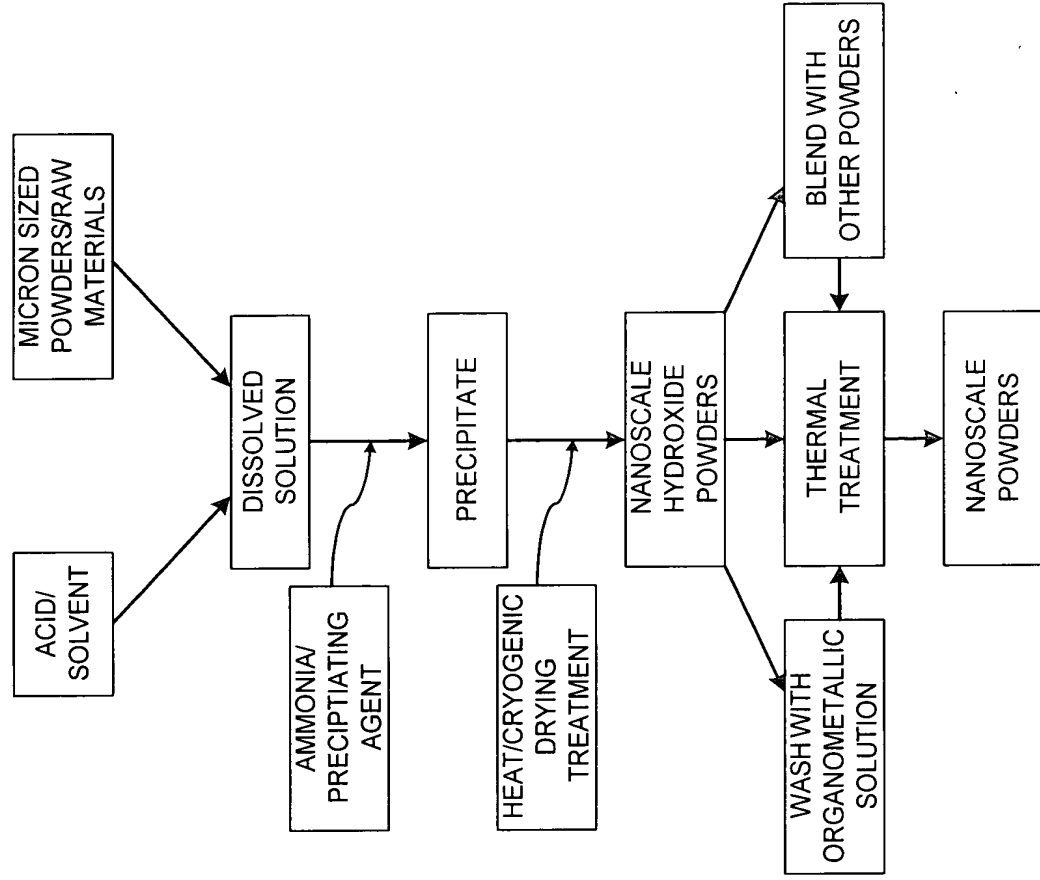 ACID/
SOLVENT
MICRON SIZED
POWDERS/RAW
MATERIALS
DISSOLVED
SOLUTION
AMMONIA/
PRECIPTIATING
AGENT
PRECIPITATE
HEAT/CRYOGENIC
DRYING
TREATMENT
NANOSCALE
HYDROXIDE
POWDERS
WASH WITH
ORGANOMETALLIC
SOLUTION
THERMAL
TREATMENT
BLEND WITH
OTHER POWDERS
NANOSCALE
POWDERS